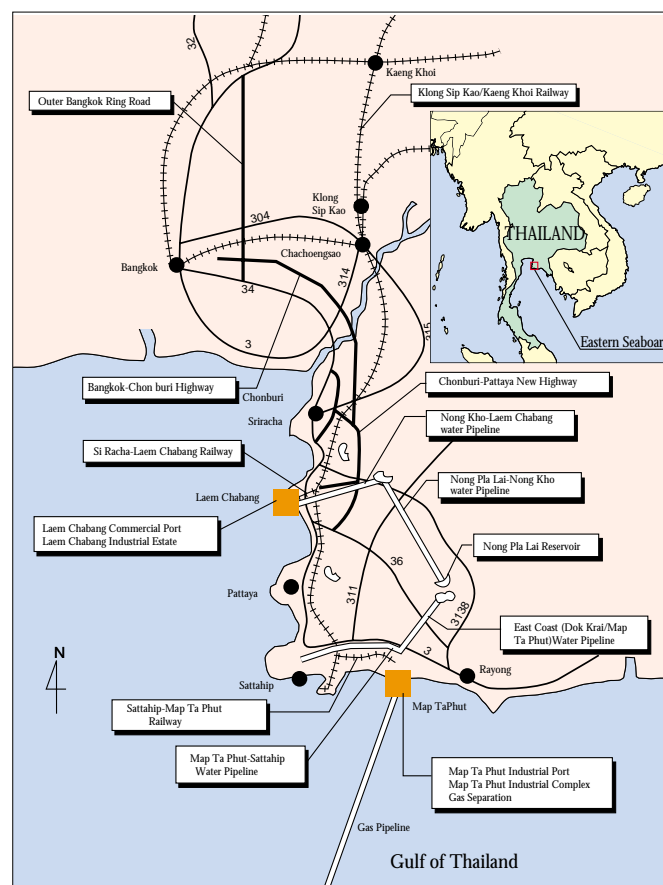 32
Kaeng Khoi
Outer Bangkok Ring Road
Klong Sip Kao/Kaeng Khoi Railway
Klong
Sip Kao
304
THAILAND
Chachoengsao
Bangkok
314
34
315
3
Eastern Seaboard
Bangkok-Chon buri Highway
Chonburi
Chonburi-Pattaya New Highway
Sriracha
Nong Kho-Laem Chabang
water Pipeline
Si Racha-Laem Chabang Railway
Nong Pla Lai-Nong Kho
water Pipeline
Laem Chabang
Laem Chabang Commercial Port
Laem Chabang Industrial Estate
Nong Pla Lai Reservoir
36
Pattaya
311
3138
East Coast (Dok Krai/Map
Ta Phut)Water Pipeline
N
3
Rayong
Sattahip
Sattahip-Map Ta Phut
Railway
Map TaPhut
Map Ta Phut-Sattahip
Water Pipeline
Map Ta Phut Industrial Port
Map Ta Phut Industrial Complex
Gas Separation
Gas Pipeline
Gulf of Thailand